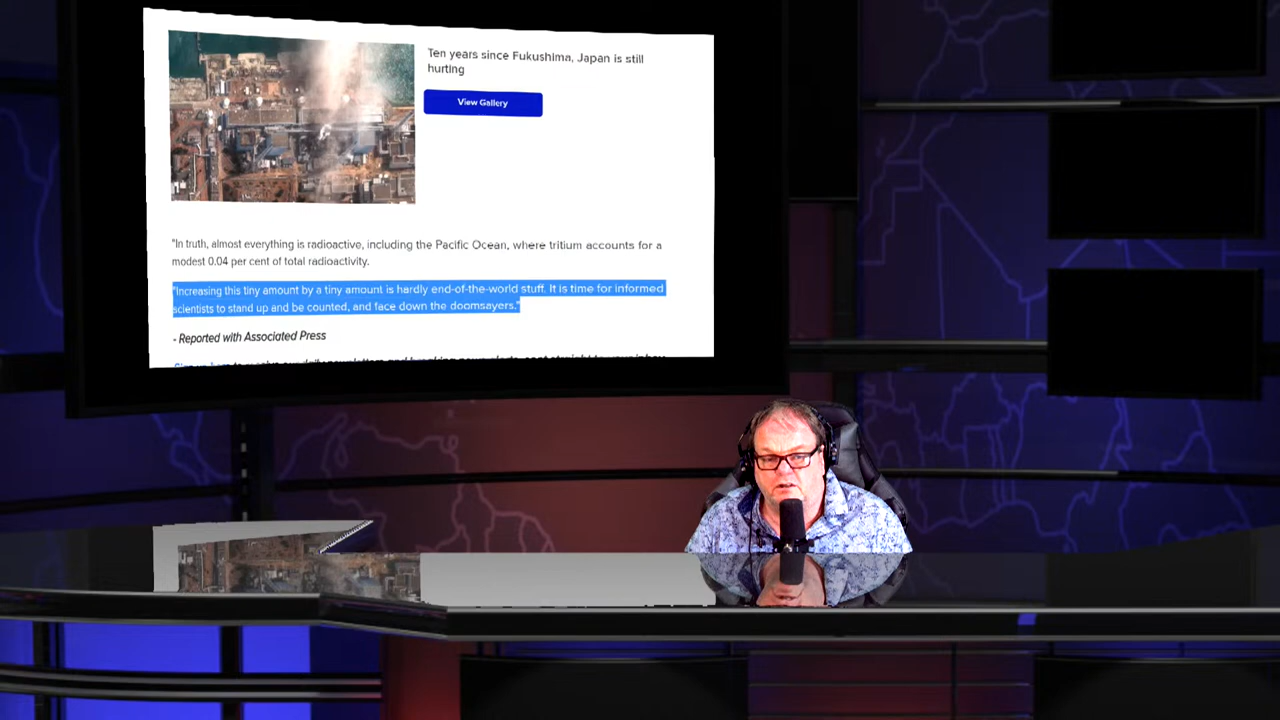 Ten years since Fukushima, Japan is still
hurting
View Gallery
"In truth, almost everything is radioactive, including the Pacific Ocean, where tritium accounts for a
modest 0.04 per cent of total radioactivity.
"Increasing this tiny amount by a tiny amount is hardly end-of-the-world stuff. It is time for informed
scientists to stand up and be counted, and face down the doomsayers."
- Reported with Associated Press